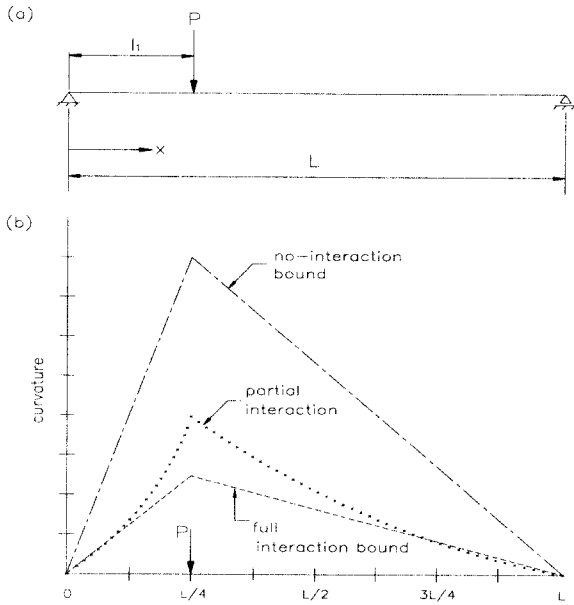 (a)
P
l₁
x
L
(b)
no-interaction
bound
partial
interaction
curvature
P
full
interaction bound
0
L/4
L/2
3L/4
L